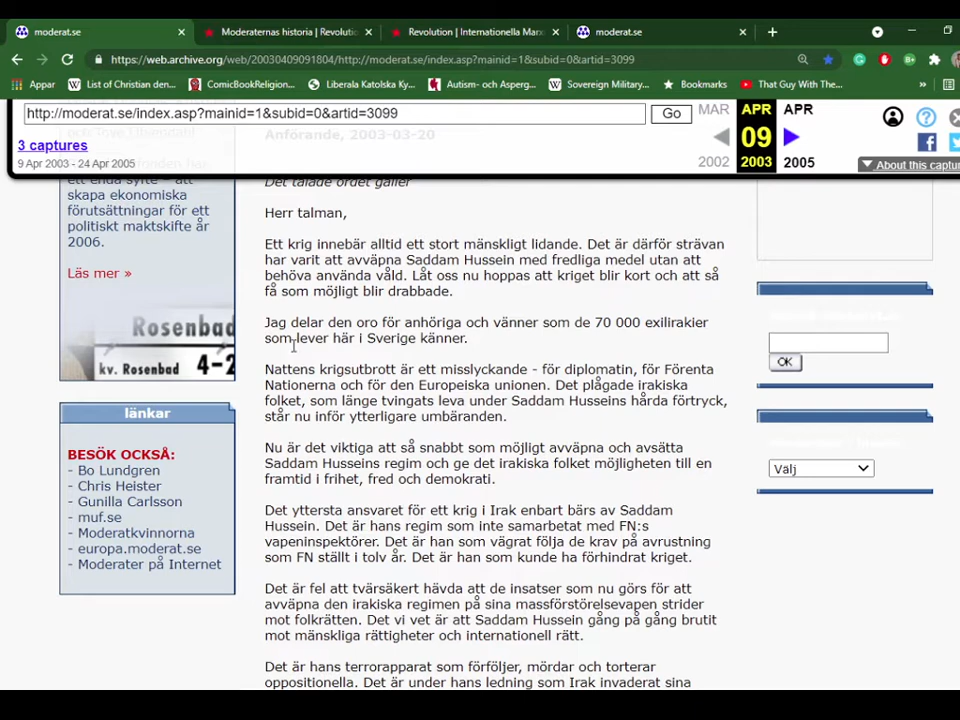 moderat.se
Moderaternas historia | Revolutio
Revolution | Internationella Marx
moderat.se
https://web.archive.org/web/20030409091804/http://moderat.se/index.asp?mainid=1&subid=0&artid=3099
Appar
List of Christian den...
ComicBookReligion...
Liberala Katolska Ky...
Autism- och Asperg...
Sovereign Military...
Bookmarks
That Guy With The...
»
http://moderat.se/index.asp?mainid=1&subid=0&artid=3099
Go
MAR
APR
APR
3 captures
09
9 Apr 2003 - 24 Apr 2005
2002
2003
2005
About this captu
och Tove Lifvendahl
Anförande, 2003-03-20
ett enda syfte – att
skapa ekonomiska
förutsättningar för ett
politiskt maktskifte år
2006.
Läs mer »
Rosenbad
kv. Rosenbad
4-2
länkar
BESÖK OCKSÅ:
- Bo Lundgren
- Chris Heister
- Gunilla Carlsson
- muf.se
- Moderatkvinnorna
- europa.moderat.se
- Moderater på Internet
Det talade ordet gäller
Herr talman,
Ett krig innebär alltid ett stort mänskligt lidande. Det är därför strävan
har varit att avväpna Saddam Hussein med fredliga medel utan att
behöva använda våld. Låt oss nu hoppas att kriget blir kort och att så
få som möjligt blir drabbade.
Jag delar den oro för anhöriga och vänner som de 70 000 exilirakier
som lever här i Sverige känner.
Nattens krigsutbrott är ett misslyckande - för diplomatin, för Förenta
Nationerna och för den Europeiska unionen. Det plågade irakiska
folket, som länge tvingats leva under Saddam Husseins hårda förtryck,
står nu inför ytterligare umbäranden.
Nu är det viktiga att så snabbt som möjligt avväpna och avsätta
Saddam Husseins regim och ge det irakiska folket möjligheten till en
framtid i frihet, fred och demokrati.
Det yttersta ansvaret för ett krig i Irak enbart bärs av Saddam
Hussein. Det är hans regim som inte samarbetat med FN:s
vapeninspektörer. Det är han som vägrat följa de krav på avrustning
som FN ställt i tolv år. Det är han som kunde ha förhindrat kriget.
Det är fel att tvärsäkert hävda att de insatser som nu görs för att
avväpna den irakiska regimen på sina massförstörelsevapen strider
mot folkrätten. Det vi vet är att Saddam Hussein gång på gång brutit
mot mänskliga rättigheter och internationell rätt.
Det är hans terrorapparat som förföljer, mördar och torterar
oppositionella. Det är under hans ledning som Irak invaderat sina
OK
Välj